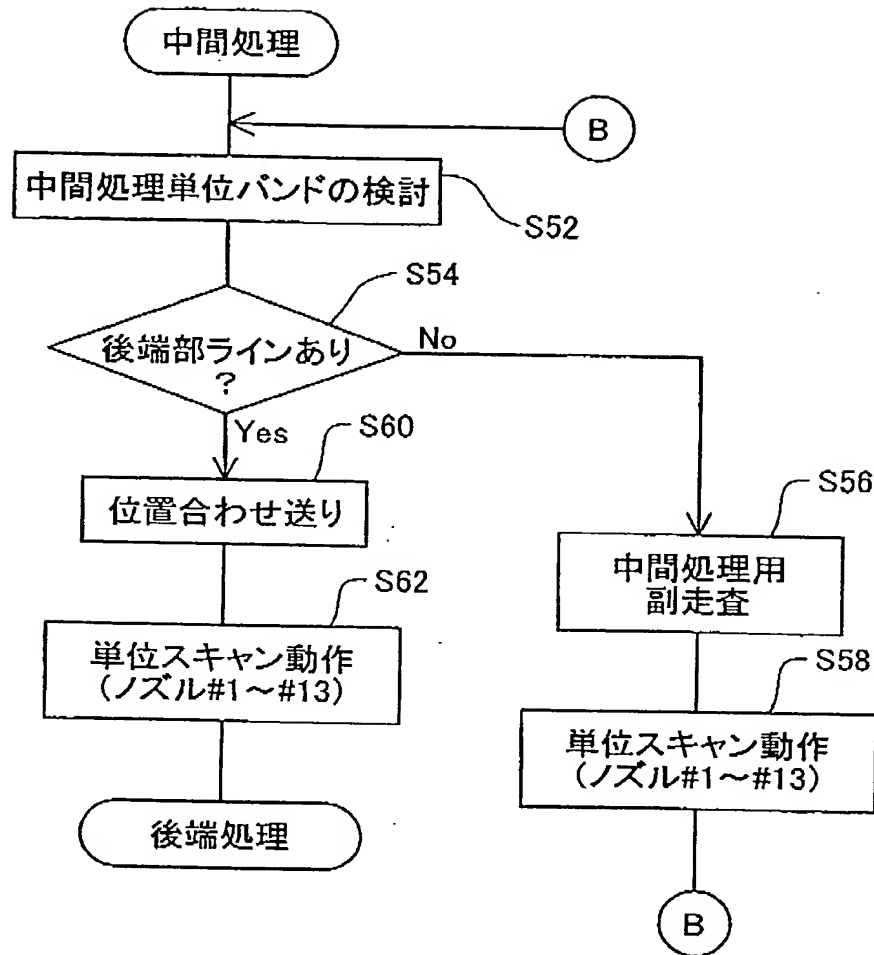 中間処理
B
中間処理単位バンドの検討
S52
S54
後端部ラインあり
?
No
Yes
S60
位置合わせ送り
S56
中間処理用
副走査
S62
単位スキャン動作
(ノズル#1～#13)
S58
単位スキャン動作
(ノズル#1～#13)
後端処理
B